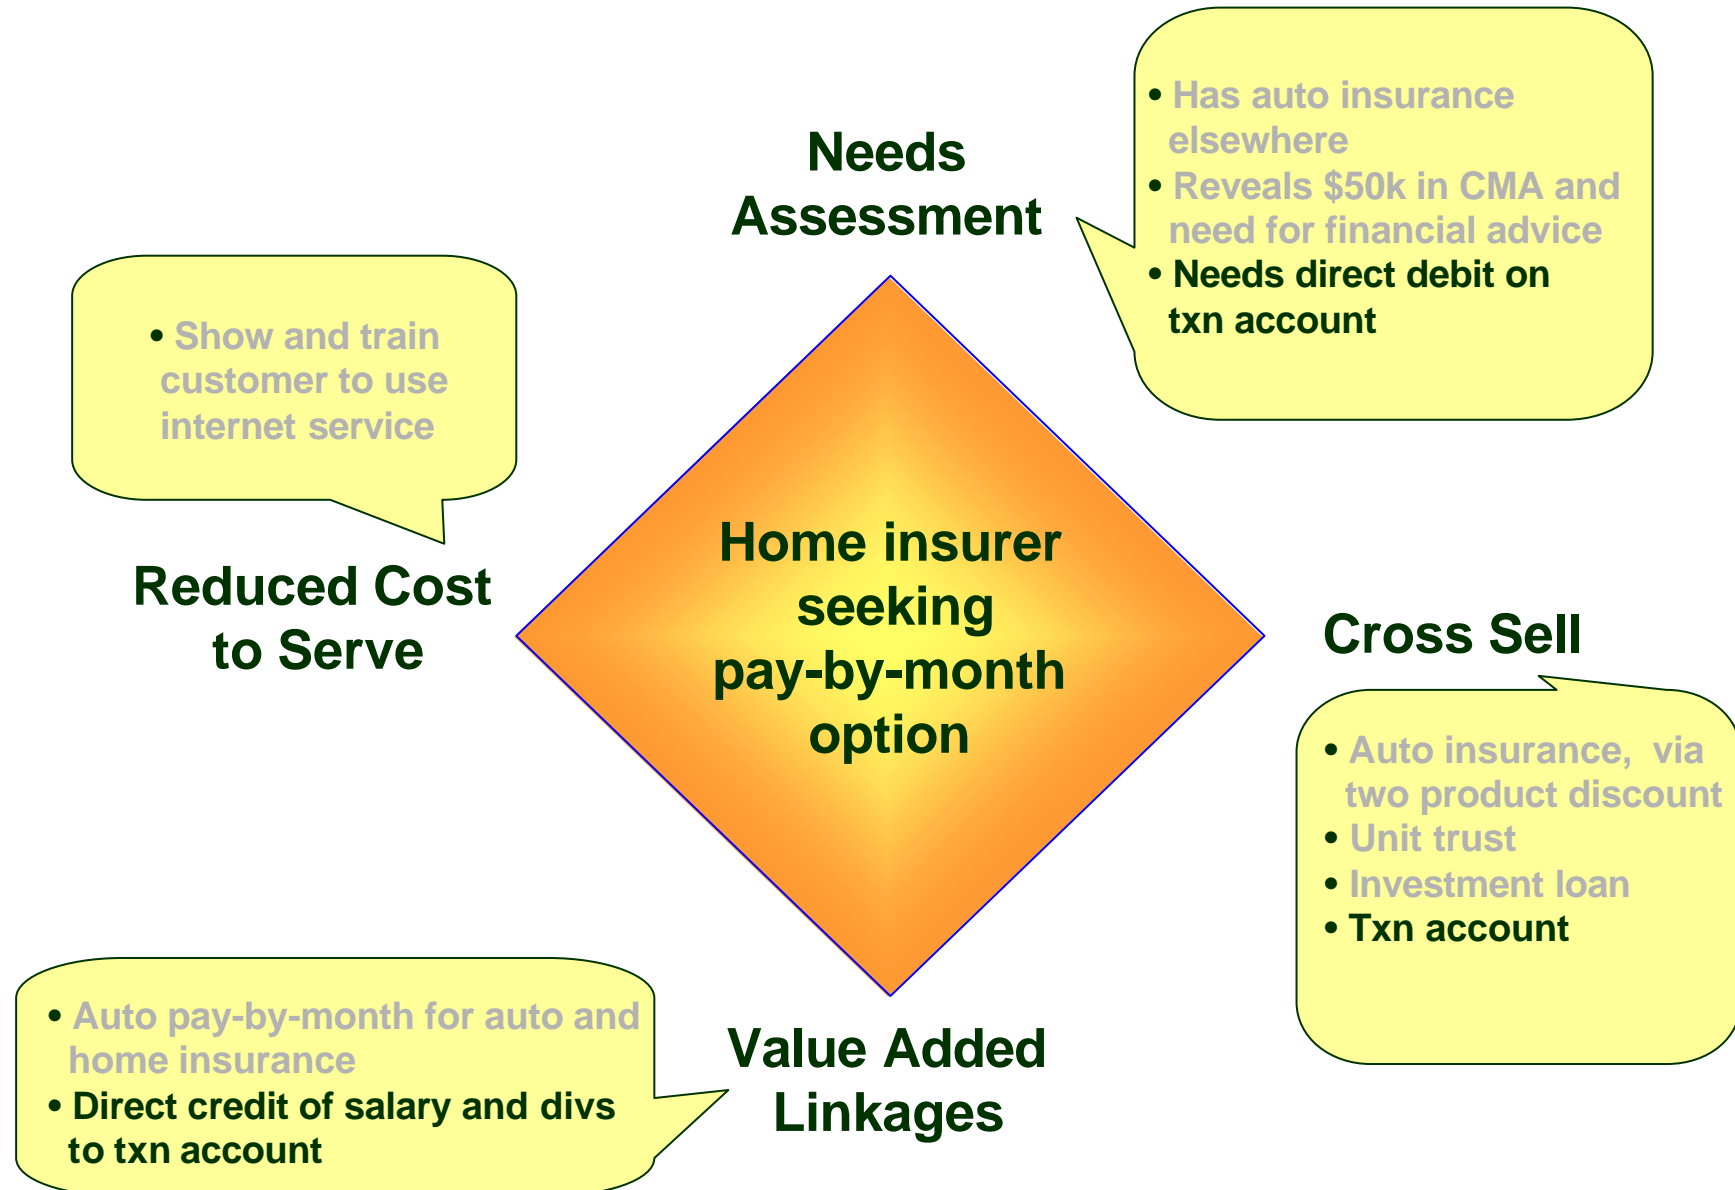 Needs
Assessment
• Has auto insurance
elsewhere
• Reveals $50k in CMA and
need for financial advice
• Needs direct debit on
txn account
• Show and train
customer to use
internet service
Reduced Cost
to Serve
Home insurer
seeking
pay-by-month
option
Cross Sell
• Auto insurance,  via
two product discount
• Unit trust
• Investment loan
• Txn account
• Auto pay-by-month for auto and
home insurance
• Direct credit of salary and divs
to txn account
Value Added
Linkages